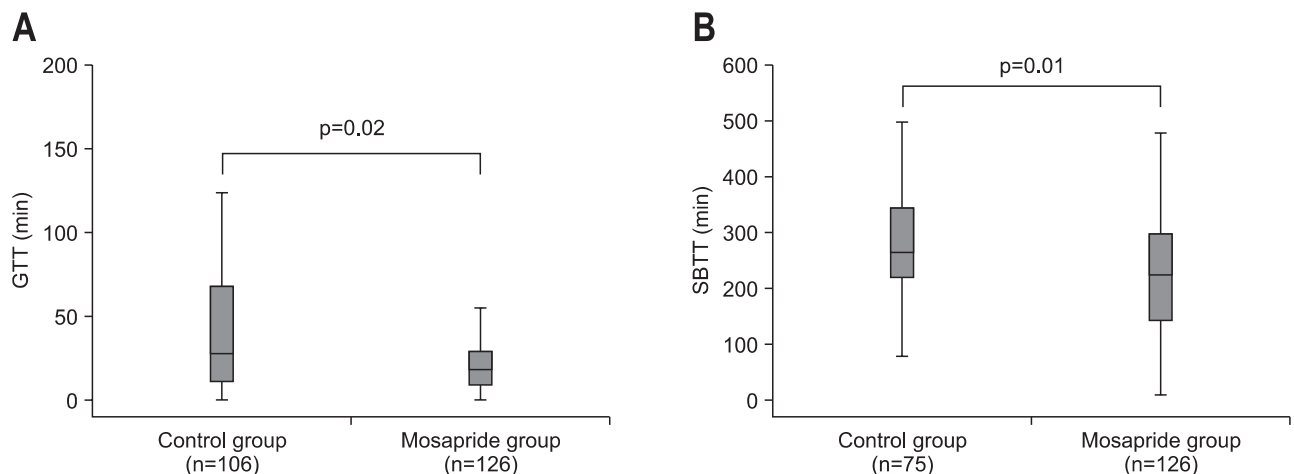 A
200
150
100
50
0
GTT (min)
p=0.02
Control group
(n=106)
Mosapride group
(n=126)
B
600
500
400
300
200
100
0
SBTT (min)
p=0.01
Control group
(n=75)
Mosapride group
(n=126)